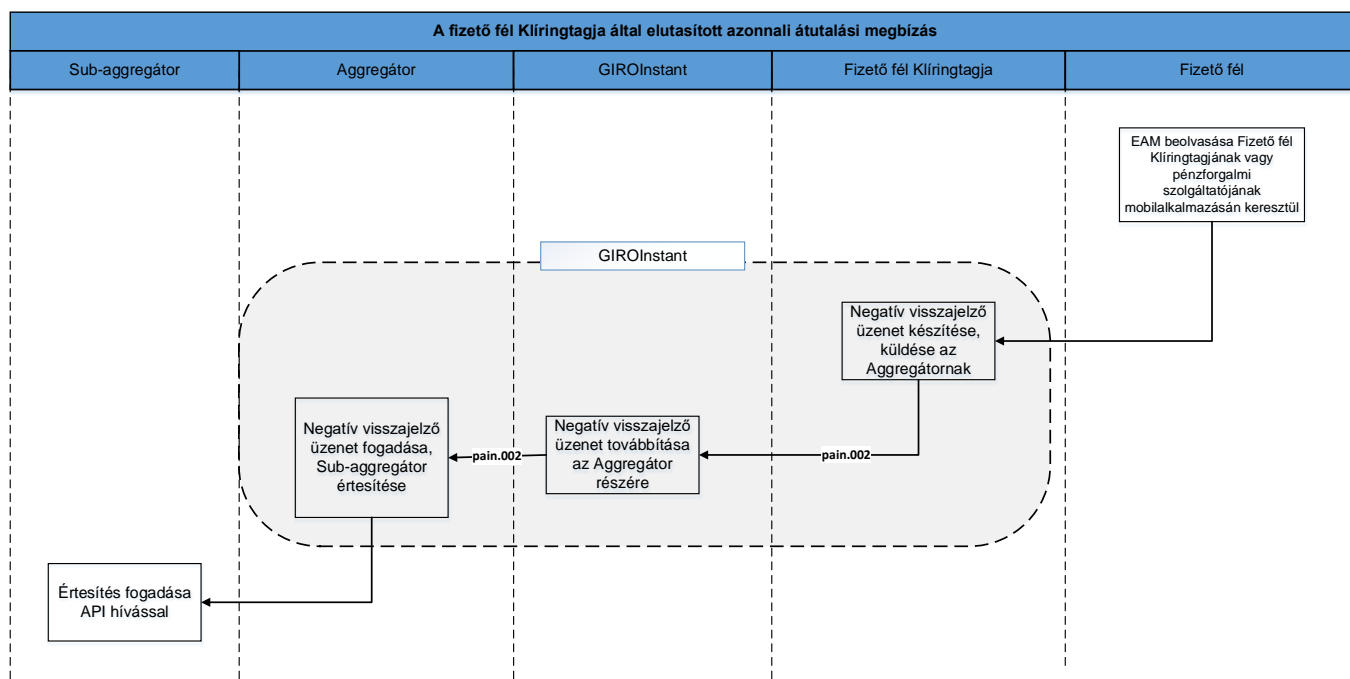 A fizető fél Klíringtagja által elutasított azonnali átutalási megbízás
Sub-aggregátor
Aggregátor
GIROInstant
Fizető fél Klíringtagja
Fizető fél
EAM beolvasása Fizető fél
Klíringtagjának vagy
pénzforgalmi
szolgáltatójának
mobilalkalmazásán keresztül
GIROInstant
Negatív visszajelző
üzenet készítése,
küldése az
Aggregátornak
Negatív visszajelző
üzenet fogadása,
Sub-aggregátor
értesítése
pain.002
Negatív visszajelző
üzenet továbbítása
az Aggregátor
részére
pain.002
Értesítés fogadása
API hívással